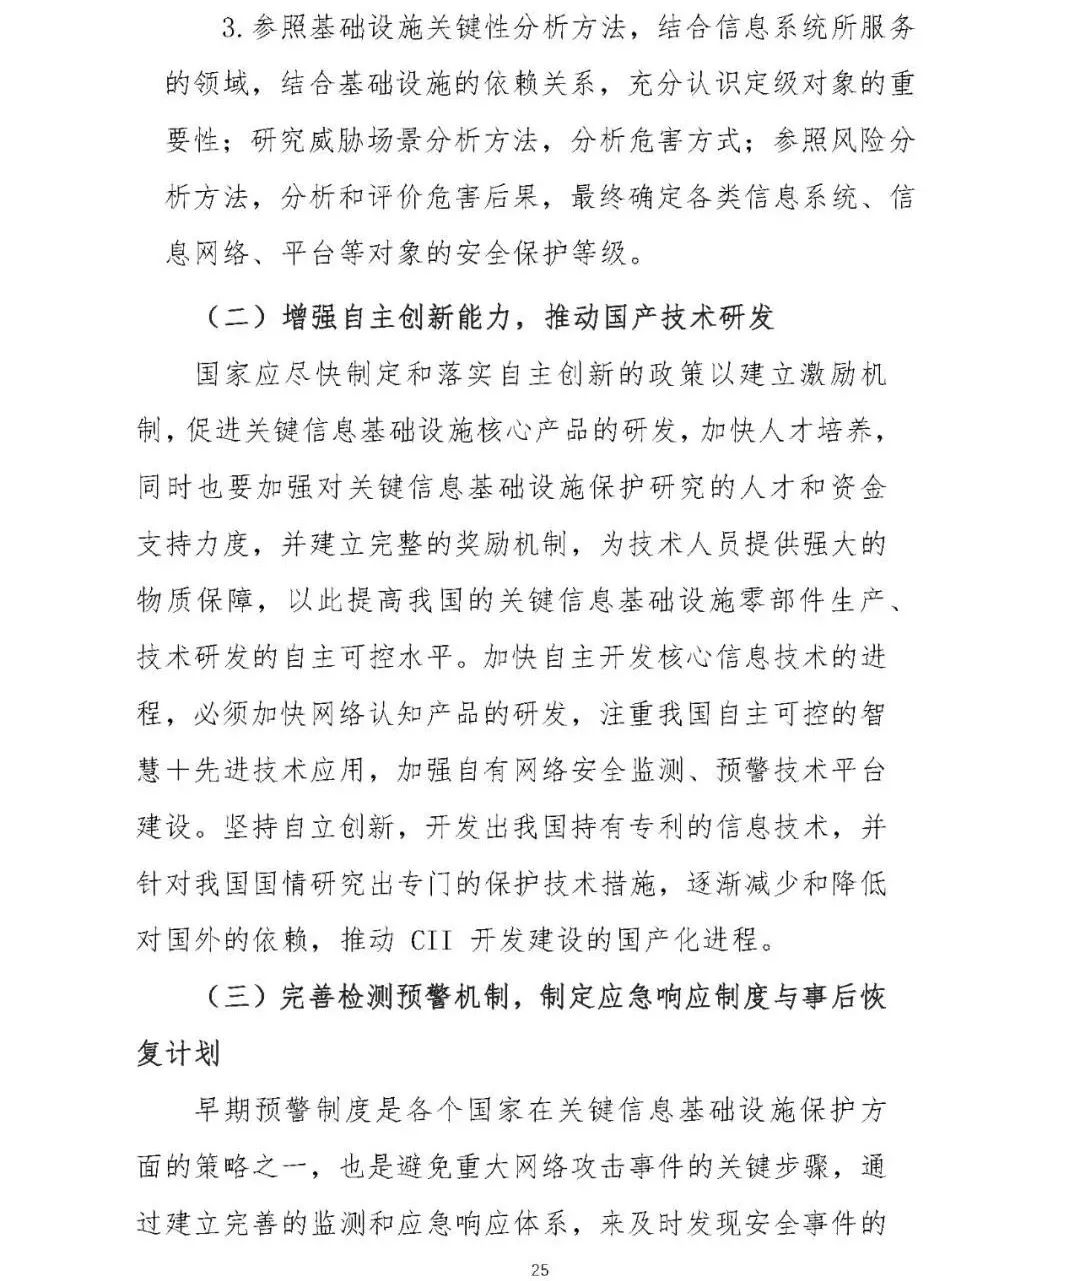 3.参照基础设施关键性分析方法，结合信息系统所服务
的领域，结合基础设施的依赖关系，充分认识定级对象的重
要性；研究威胁场景分析方法，分析危害方式；参照风险分
析方法，分析和评价危害后果，最终确定各类信息系统、信
息网络、平台等对象的安全保护等级。
（二）增强自主创新能力，推动国产技术研发
国家应尽快制定和落实自主创新的政策以建立激励机
制，促进关键信息基础设施核心产品的研发，加快人才培养，
同时也要加强对关键信息基础设施保护研究的人才和资金
支持力度，并建立完整的奖励机制，为技术人员提供强大的
物质保障，以此提高我国的关键信息基础设施零部件生产、
技术研发的自主可控水平。加快自主开发核心信息技术的进
程，必须加快网络认知产品的研发，注重我国自主可控的智
慧十先进技术应用，加强自有网络安全监测、预警技术平台
建设。坚持自立创新，开发出我国持有专利的信息技术，并
针对我国国情研究出专门的保护技术措施，逐渐减少和降低
对国外的依赖，推动 CII 开发建设的国产化进程。
（三）完善检测预警机制，制定应急响应制度与事后恢
复计划
早期预警制度是各个国家在关键信息基础设施保护方
面的策略之一，也是避免重大网络攻击事件的关键步骤，通
过建立完善的监测和应急响应体系，来及时发现安全事件的
25